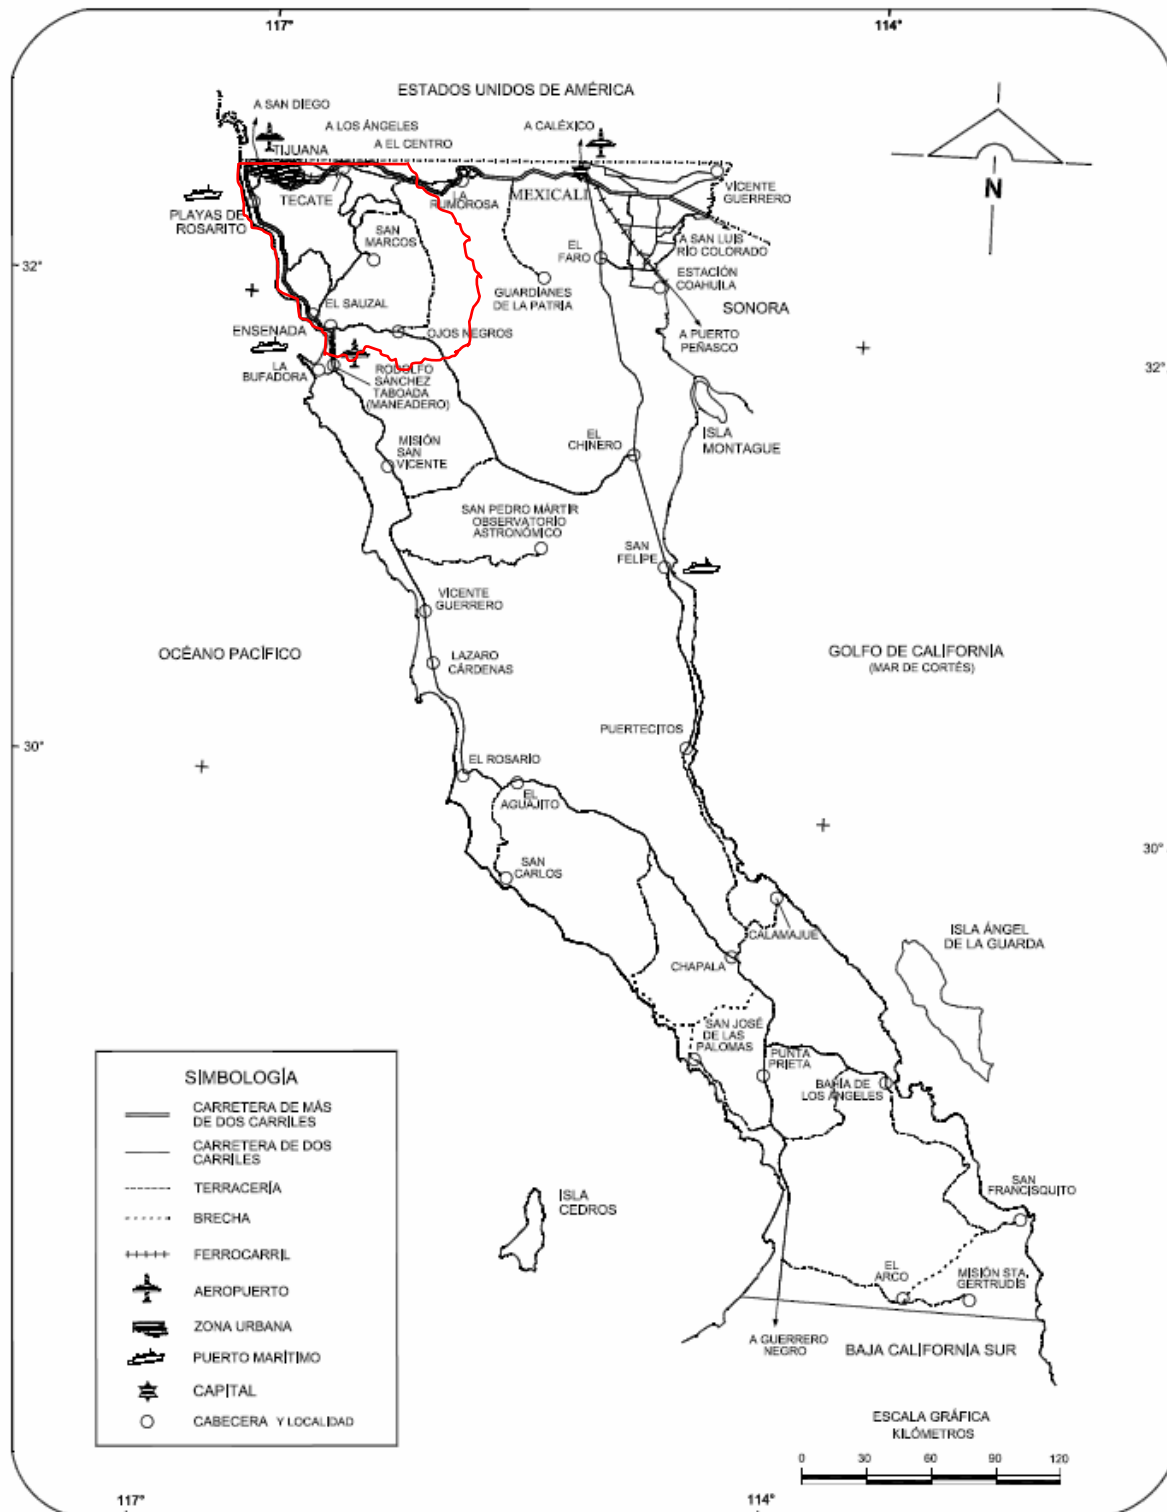 117°
114°
ESTADOS UNIDOS DE AMÉRICA
A SAN DIEGO
A LOS ÁNGELES
A CALÉXICO
A EL CENTRO
TIJUANA
TECATE
LA
RUMOROSA
MEXICALI
VICENTE
GUERRERO
PLAYAS DE
ROSARITO
N
SAN
MARCOS
EL
FARO
A SAN LUIS
RÍO COLORADO
32°
ESTACIÓN
COAHUILA
GUARDIANES
DE LA PATRIA
SONORA
EL SAUZAL
ENSENADA
OJOS NEGROS
A PUERTO
PEÑASCO
32°
LA
BUFADORA
RODOLFO
SÁNCHEZ
TABOADA
(MANEADERO)
EL
CHINERO
ISLA
MONTAGUE
MISIÓN
SAN
VICENTE
SAN PEDRO MÁRTIR
OBSERVATORIO
ASTRONÓMICO
SAN
FELIPE
VICENTE
GUERRERO
OCÉANO PACÍFICO
GOLFO DE CALIFORNIA
(MAR DE CORTÉS)
LAZARO
CÁRDENAS
PUERTECITOS
30°
EL ROSARIO
EL
AGUAJITO
30°
SAN
CARLOS
CALAMAJUÉ
ISLA ÁNGEL
DE LA GUARDA
CHAPALA
SAN JOSÉ
DE LAS
PALOMAS
PUNTA
PRIETA
BAHÍA DE
LOS ANGELES
SAN
FRANCISQUITO
ISLA
CEDROS
EL
ARCO
MISIÓN STA.
GERTRUDIS
A GUERRERO
NEGRO
BAJA CALIFORNIA SUR
SIMBOLOGÍA
CARRETERA DE MÁS
DE DOS CARRILES
CARRETERA DE DOS
CARRILES
TERRACERÍA
BRECHA
FERROCARRIL
AEROPUERTO
ZONA URBANA
PUERTO MARÍTIMO
CAPITAL
CABECERA Y LOCALIDAD
ESCALA GRÁFICA
KILÓMETROS
0 30 60 90 120
117°
114°